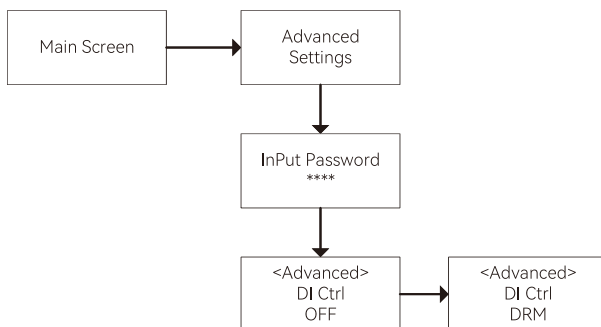 Main Screen
Advanced
Settings
InPut Password
****
<Advanced>
DI Ctrl
OFF
<Advanced>
DI Ctrl
DRM